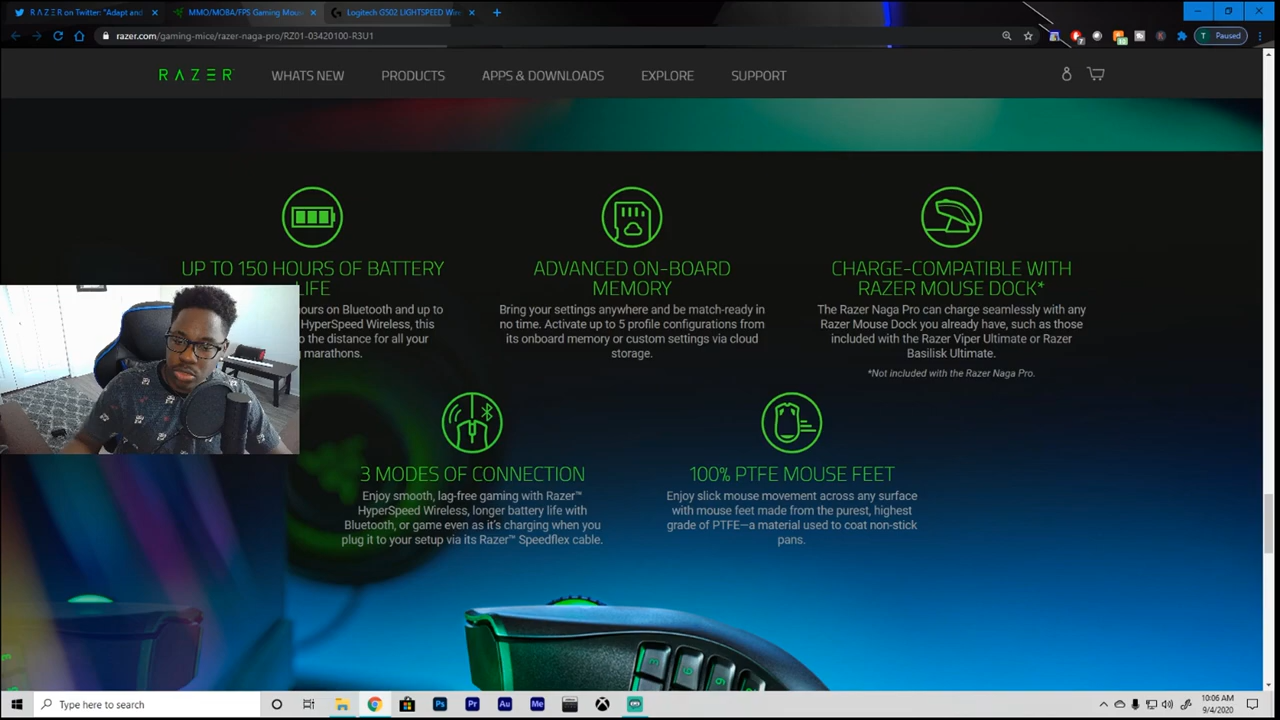 R Λ Z Ξ R on Twitter: "Adapt and
MMO/MOBA/FPS Gaming Mouse
Logitech G502 LIGHTSPEED Wire
razer.com/gaming-mice/razer-naga-pro/RZ01-03420100-R3U1
T Paused
RAZER
WHATS NEW
PRODUCTS
APPS & DOWNLOADS
EXPLORE
SUPPORT
UP TO 150 HOURS OF BATTERY
LIFE
hours on Bluetooth and up to
HyperSpeed Wireless, this
to the distance for all your
marathons.
ADVANCED ON-BOARD
MEMORY
Bring your settings anywhere and be match-ready in
no time. Activate up to 5 profile configurations from
its onboard memory or custom settings via cloud
storage.
CHARGE-COMPATIBLE WITH
RAZER MOUSE DOCK*
The Razer Naga Pro can charge seamlessly with any
Razer Mouse Dock you already have, such as those
included with the Razer Viper Ultimate or Razer
Basilisk Ultimate.
*Not included with the Razer Naga Pro.
3 MODES OF CONNECTION
Enjoy smooth, lag-free gaming with Razer™
HyperSpeed Wireless, longer battery life with
Bluetooth, or game even as it's charging when you
plug it to your setup via its Razer™ Speedflex cable.
100% PTFE MOUSE FEET
Enjoy slick mouse movement across any surface
with mouse feet made from the purest, highest
grade of PTFE—a material used to coat non-stick
pans.
Type here to search
Ps
Pr
Au
Me
10:06 AM
9/4/2020